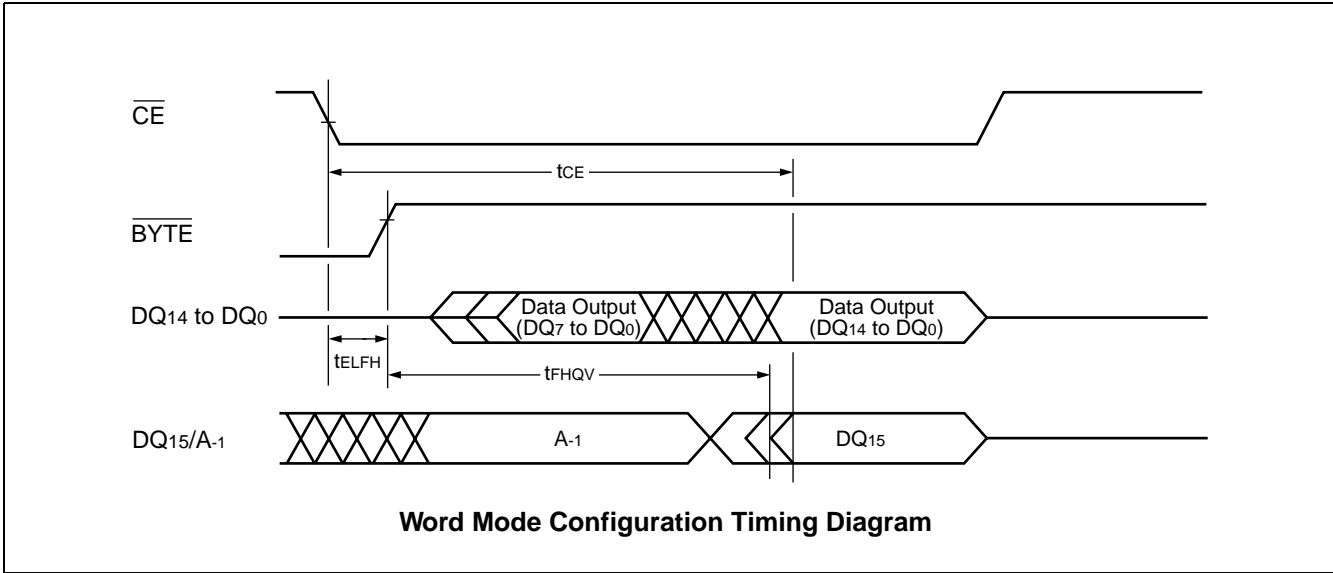 CE
tCE
BYTE
DQ14 to DQ0
Data Output
(DQ7 to DQ0)
Data Output
(DQ14 to DQ0)
tELFH
tFHQV
DQ15/A-1
A-1
DQ15
Word Mode Configuration Timing Diagram